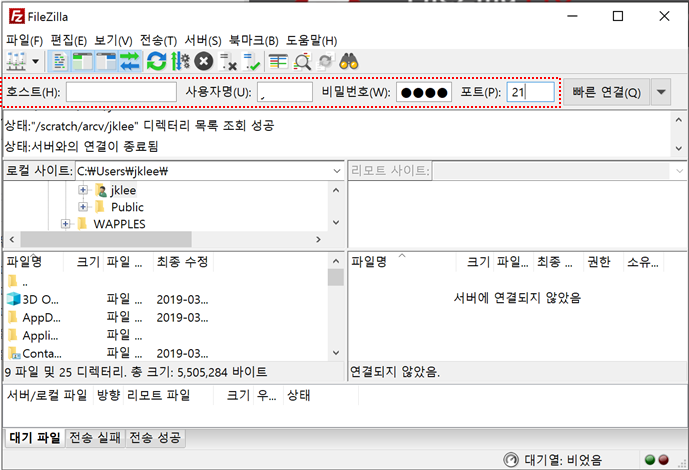 FileZilla
파일(F) 편집(E) 보기(V) 전송(T) 서버(S) 북마크(B) 도움말(H)
호스트(H): 사용자명(U): 비밀번호(W): ●●●● 포트(P): 21 빠른 연결(Q)
상태:"/scratch/arcv/jklee" 디렉터리 목록 조회 성공
상태:서버와의 연결이 종료됨
로컬 사이트: C:₩Users₩jklee₩ 리모트 사이트:
jklee
Public
WAPPLES
파일명 크기 파일 ... 최종 수정
..
3D O... 파일 ... 2019-03...
AppD... 파일 ... 2019-03...
Appli... 파일 ...
Conta... 파일 ... 2019-03...
9 파일 및 25 디렉터리. 총 크기: 5,505,284 바이트
파일명 크기 파일... 최종 ... 권한 소유...
서버에 연결되지 않았음
연결되지 않았음.
서버/로컬 파일 방향 리모트 파일 크기 우... 상태
대기 파일 전송 실패 전송 성공
대기열: 비었음